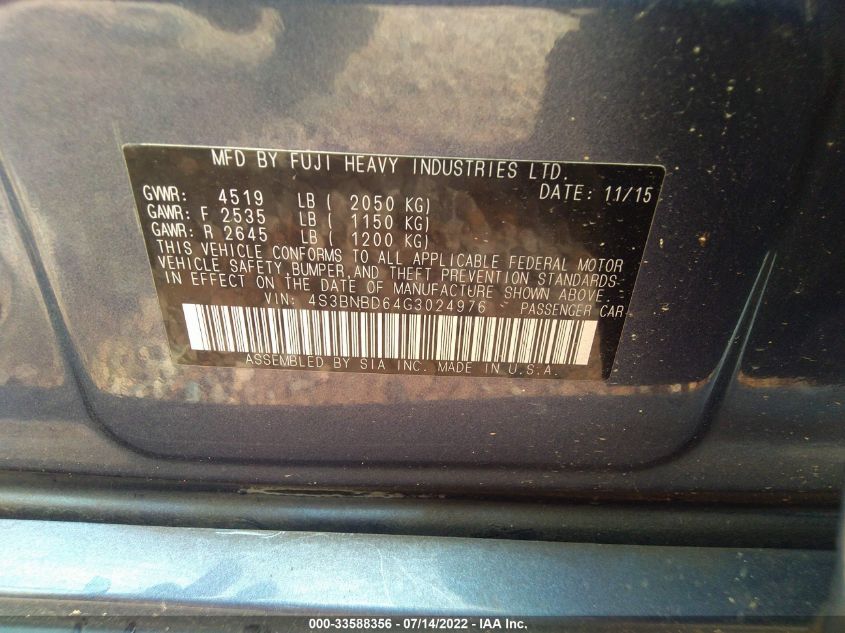 MFD BY FUJI HEAVY INDUSTRIES LTD.
GVWR: 4519 LB ( 2050 KG) DATE: 11/15
GAWR: F 2535 LB ( 1150 KG)
GAWR: R 2645 LB ( 1200 KG)
THIS VEHICLE CONFORMS TO ALL APPLICABLE FEDERAL MOTOR
VEHICLE SAFETY,BUMPER,AND THEFT PREVENTION STANDARDS
IN EFFECT ON THE DATE OF MANUFACTURE SHOWN ABOVE.
VIN: 4S3BNBD64G3024976 PASSENGER CAR
ASSEMBLED BY SIA INC. MADE IN U.S.A.
000-33588356 - 07/14/2022 - IAA Inc.